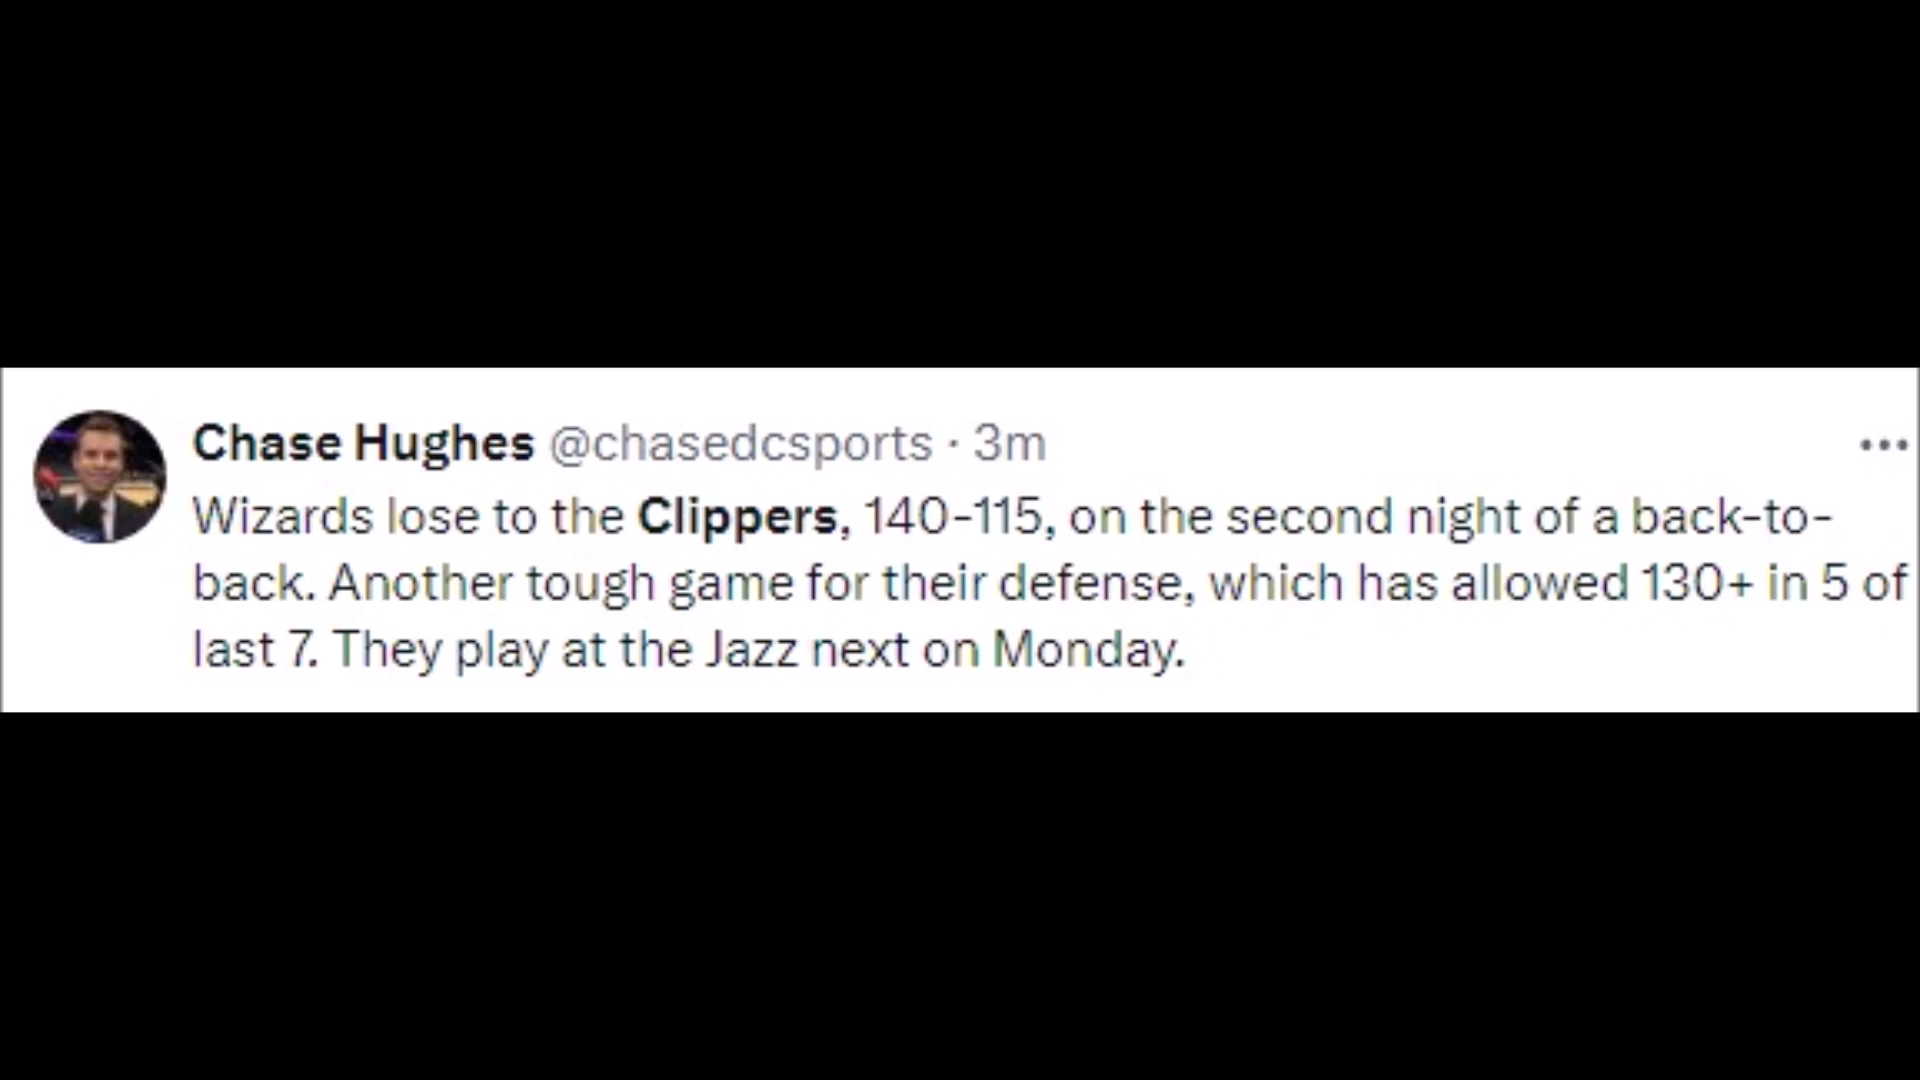 Chase Hughes @chasedcsports · 3m
Wizards lose to the Clippers, 140-115, on the second night of a back-to-
back. Another tough game for their defense, which has allowed 130+ in 5 of
last 7. They play at the Jazz next on Monday.